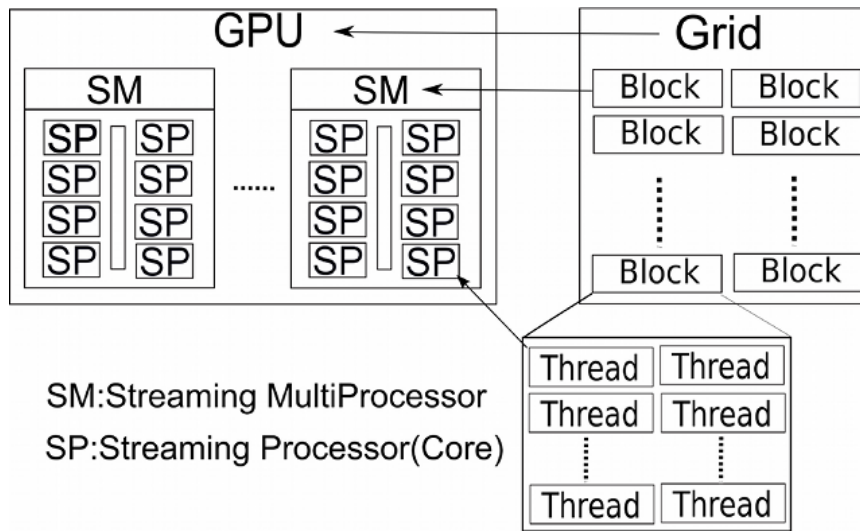 GPU
SM
SP SP
SP SP
SP SP
SP SP
......
SM
SP SP
SP SP
SP SP
SP SP
Grid
Block Block
Block Block
Block Block
Thread Thread
Thread Thread
Thread Thread
SM:Streaming MultiProcessor
SP:Streaming Processor(Core)